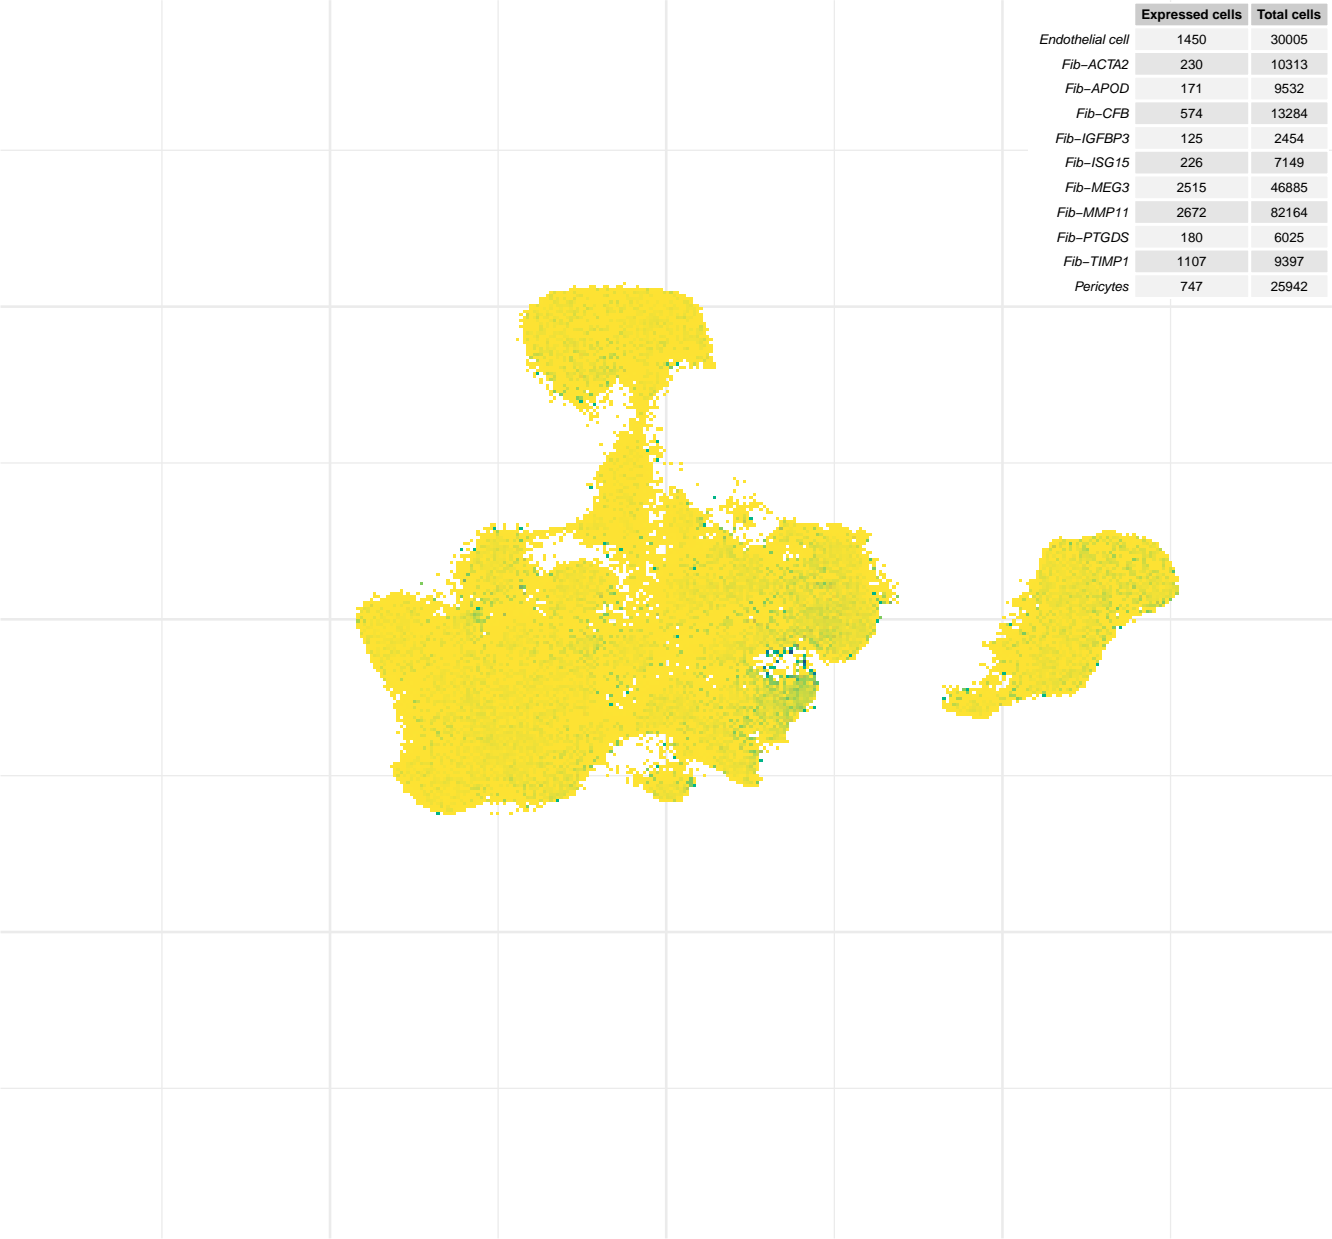 Expressed cells Total cells
Endothelial cell 1450 30005
Fib−ACTA2 230 10313
Fib−APOD 171 9532
Fib−CFB 574 13284
Fib−IGFBP3 125 2454
Fib−ISG15 226 7149
Fib−MEG3 2515 46885
Fib−MMP11 2672 82164
Fib−PTGDS 180 6025
Fib−TIMP1 1107 9397
Pericytes 747 25942